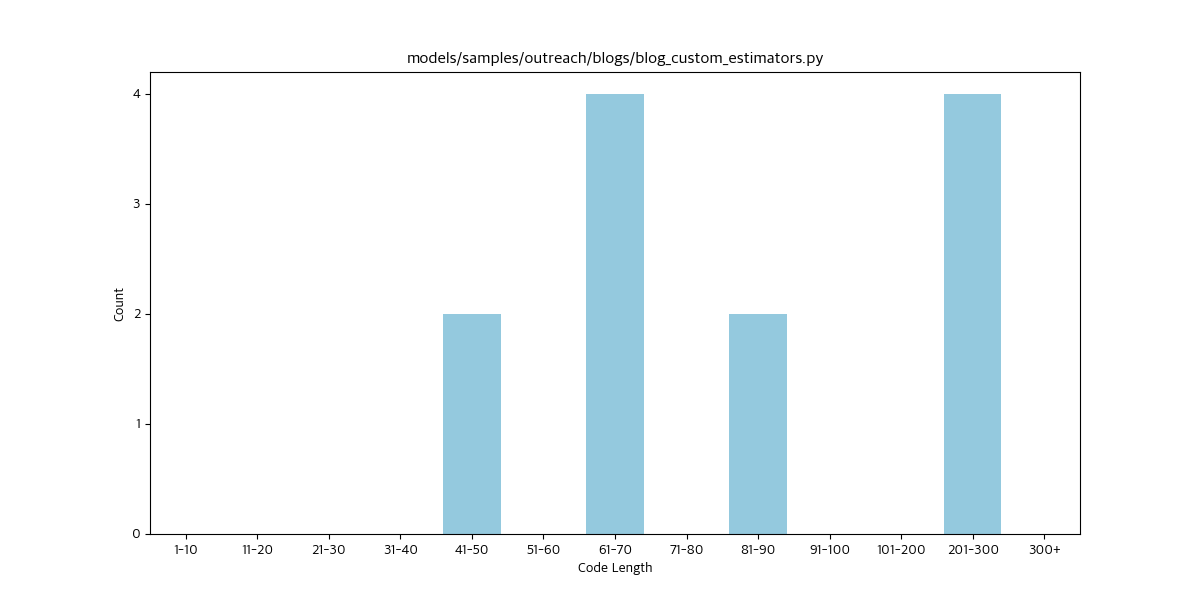 models/samples/outreach/blogs/blog_custom_estimators.py
4
3
2
1
0
Count
1-10 11-20 21-30 31-40 41-50 51-60 61-70 71-80 81-90 91-100 101-200 201-300 300+
Code Length